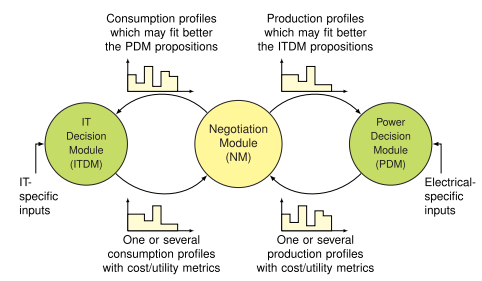 Consumption profiles
which may fit better
the PDM propositions
Production profiles
which may fit better
the ITDM propositions
IT
Decision
Module
(ITDM)
Negotiation
Module
(NM)
Power
Decision
Module
(PDM)
IT-
specific
inputs
Electrical-
specific
inputs
One or several
consumption profiles
with cost/utility metrics
One or several
production profiles
with cost/utility metrics